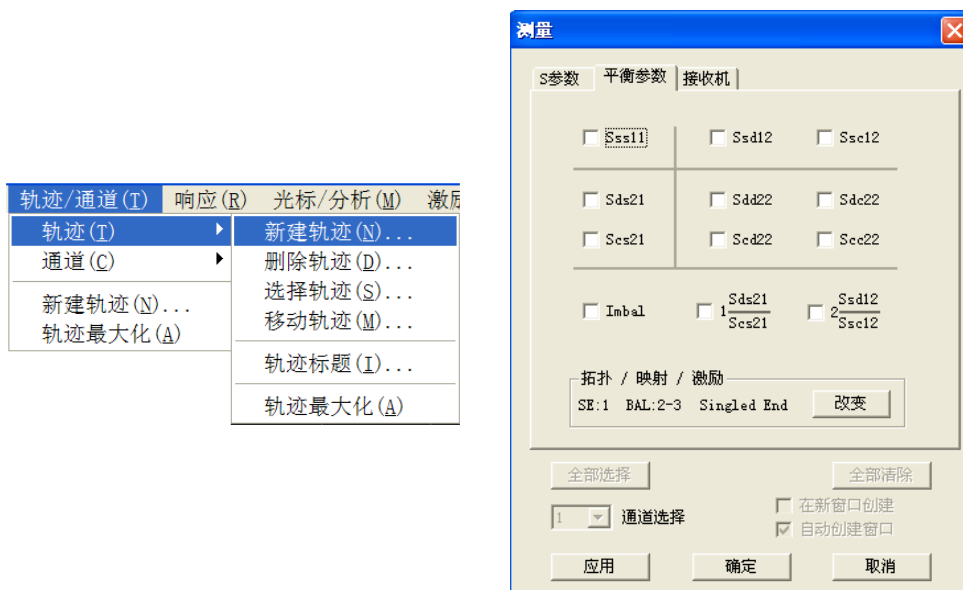 轨迹/通道(T) 响应(R) 光标/分析(M) 激励
轨迹(T)
通道(C)
新建轨迹(N)...
轨迹最大化(A)
新建轨迹(N)...
删除轨迹(D)...
选择轨迹(S)...
移动轨迹(M)...
轨迹标题(I)...
轨迹最大化(A)
测量
S参数 平衡参数 接收机
Sss11 Ssd12 Ssc12
Sds21 Sdd22 Sdc22
Scs21 Scd22 Scc22
Imbal 1 Sds21 2 Ssd12
Scs21 Ssc12
拓扑 / 映射 / 激励
SE:1 BAL:2-3 Singled End 改变
全部选择 全部清除
1 通道选择 在新窗口创建
自动创建窗口
应用 确定 取消